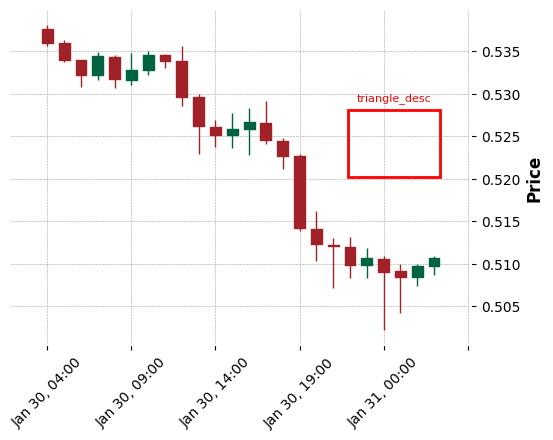 triangle_desc
0.535
0.530
0.525
0.520
0.515
0.510
0.505
Price
Jan 30, 04:00
Jan 30, 09:00
Jan 30, 14:00
Jan 30, 19:00
Jan 31, 00:00